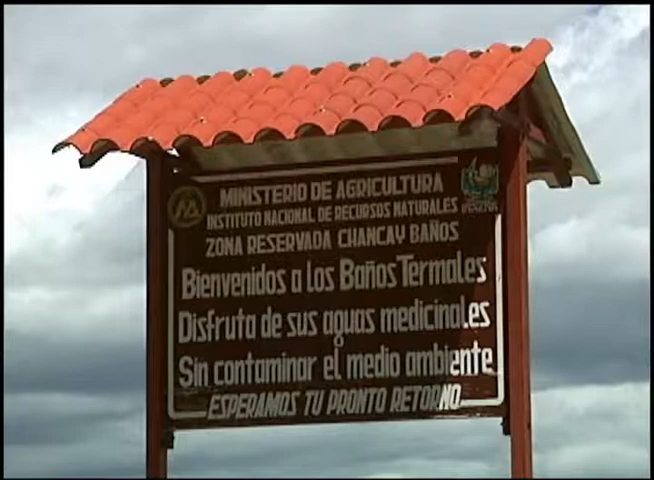 MINISTERIO DE AGRICULTURA
INSTITUTO NACIONAL DE RECURSOS NATURALES
ZONA RESERVADA CHANCAY BAÑOS
Bienvenidos a los Baños Termales
Disfruta de sus aguas medicinales
Sin contaminar el medio ambiente
ESPERAMOS TU PRONTO RETORNO